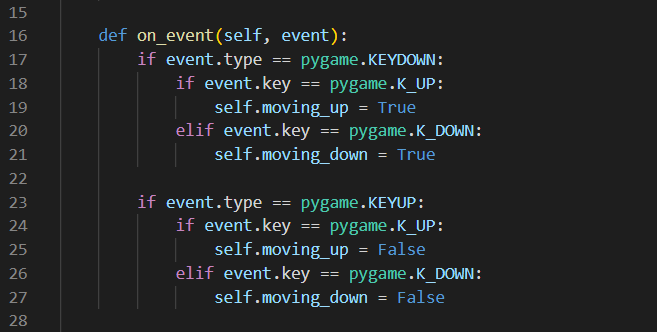 15
16 def on_event(self, event):
17 if event.type == pygame.KEYDOWN:
18 if event.key == pygame.K_UP:
19 self.moving_up = True
20 elif event.key == pygame.K_DOWN:
21 self.moving_down = True
22
23 if event.type == pygame.KEYUP:
24 if event.key == pygame.K_UP:
25 self.moving_up = False
26 elif event.key == pygame.K_DOWN:
27 self.moving_down = False
28